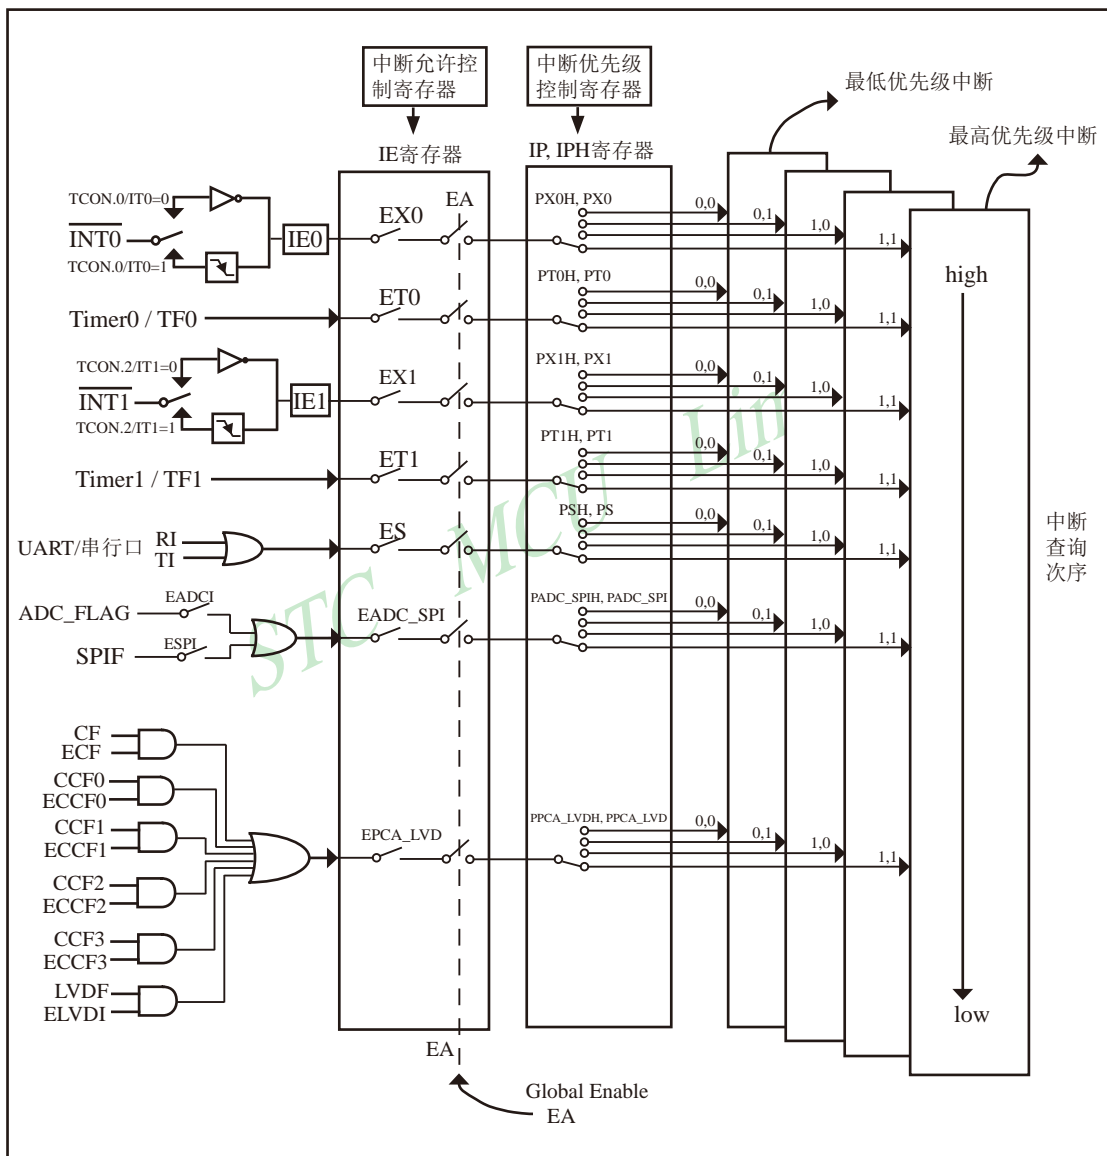 中断允许控
制寄存器
中断优先级
控制寄存器
最低优先级中断
最高优先级中断
IE寄存器
IP, IPH寄存器
TCON.0/IT0=0
INT0
TCON.0/IT0=1
IE0
EX0
EA
PX0H, PX0
0,0
0,1
1,0
1,1
high
Timer0 / TF0
ET0
PT0H, PT0
0,0
0,1
1,0
1,1
TCON.2/IT1=0
INT1
TCON.2/IT1=1
IE1
EX1
PX1H, PX1
0,0
0,1
1,0
1,1
Timer1 / TF1
ET1
PT1H, PT1
0,0
0,1
1,0
1,1
UART/串行口
RI
TI
ES
PSH, PS
0,0
0,1
1,0
1,1
中断
查询
次序
ADC_FLAG
EADCI
SPIF
ESPI
EADC_SPI
PADC_SPIH, PADC_SPI
0,0
0,1
1,0
1,1
STC MCU Lim
CF
ECF
CCF0
ECCF0
CCF1
ECCF1
CCF2
ECCF2
CCF3
ECCF3
LVDF
ELVDI
EPCA_LVD
PPCA_LVDH, PPCA_LVD
0,0
0,1
1,0
1,1
low
EA
Global Enable
EA